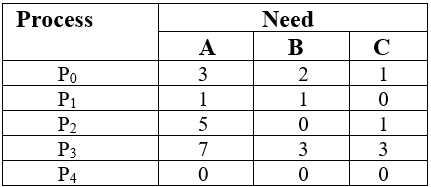 Process Need
A B C
P₀ 3 2 1
P₁ 1 1 0
P₂ 5 0 1
P₃ 7 3 3
P₄ 0 0 0